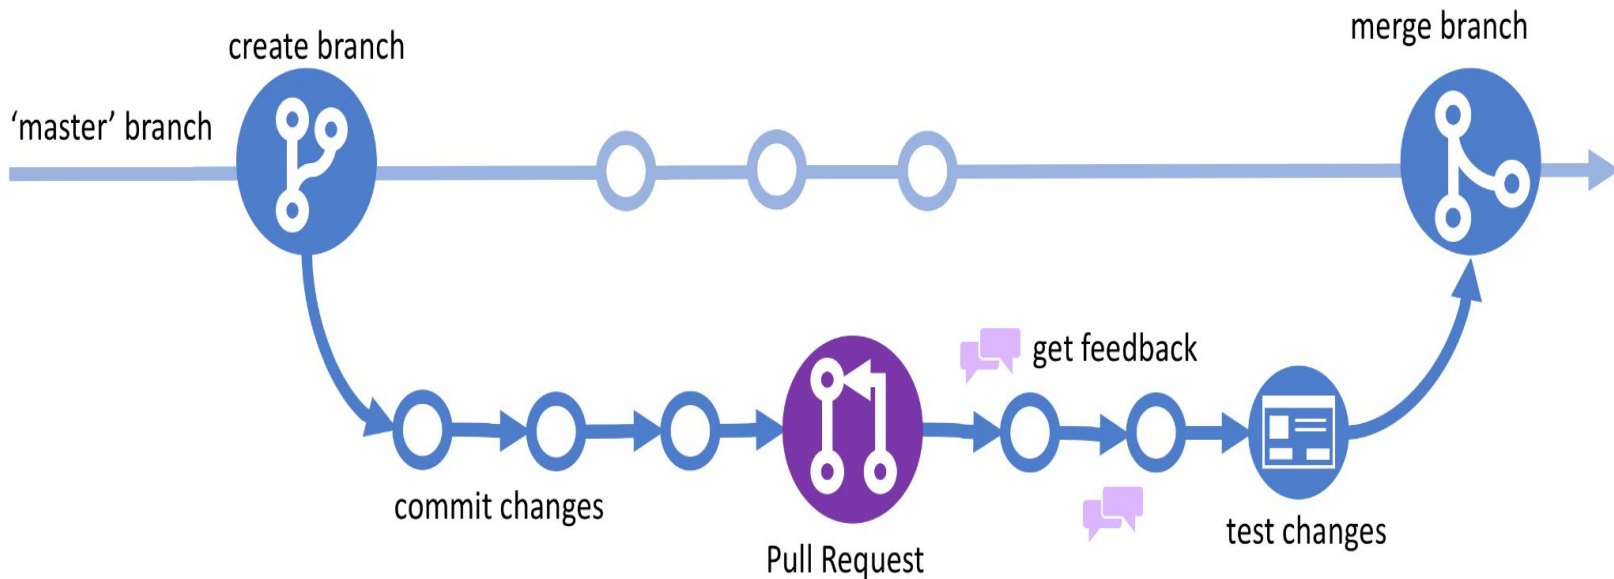 create branch
merge branch
‘master’ branch
get feedback
commit changes
test changes
Pull Request